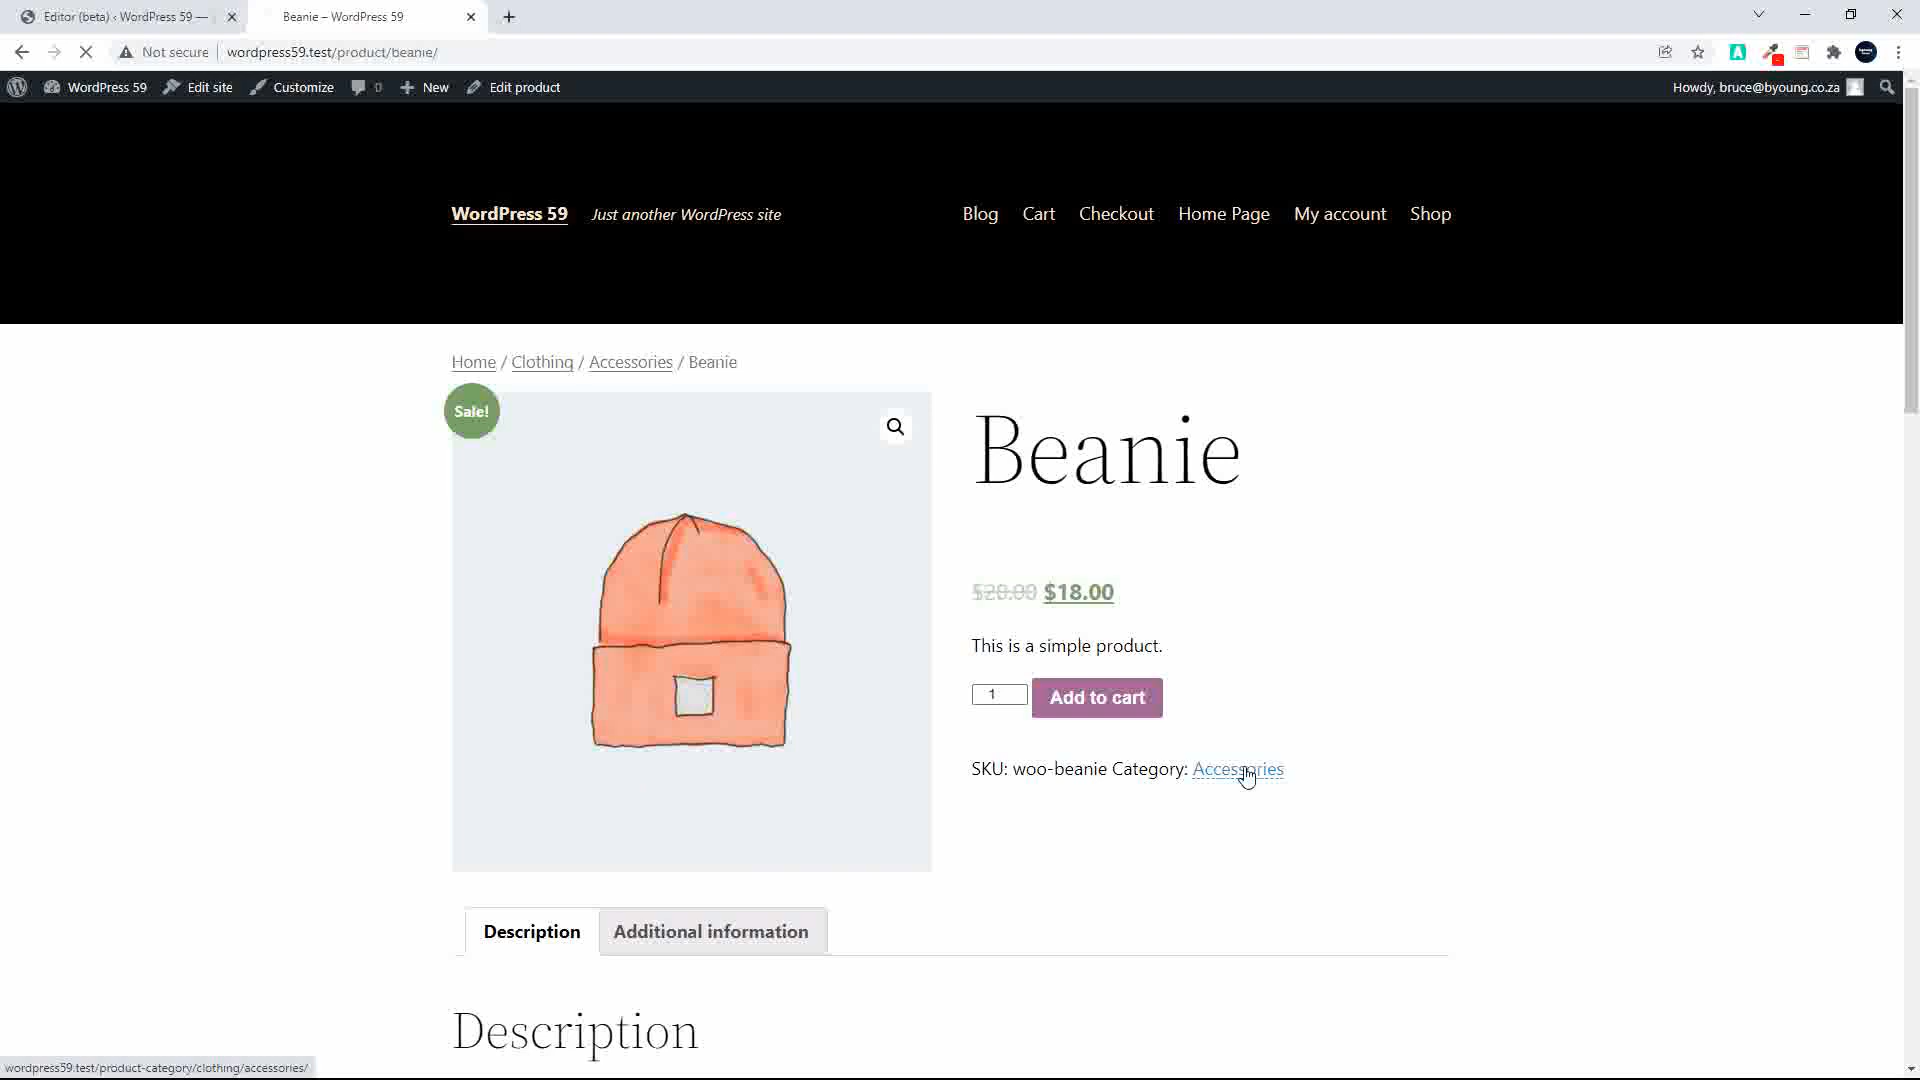 Editor (beta) ‹ WordPress 59 —
Beanie – WordPress 59
Not secure
wordpress59.test/product/beanie/
WordPress 59
Edit site
Customize
0
New
Edit product
Howdy, bruce@byoung.co.za
WordPress 59
Just another WordPress site
Blog
Cart
Checkout
Home Page
My account
Shop
Home / Clothing / Accessories / Beanie
Sale!
Beanie
$20.00 $18.00
This is a simple product.
1
Add to cart
SKU: woo-beanie Category: Accessories
Description
Additional information
Description
wordpress59.test/product-category/clothing/accessories/